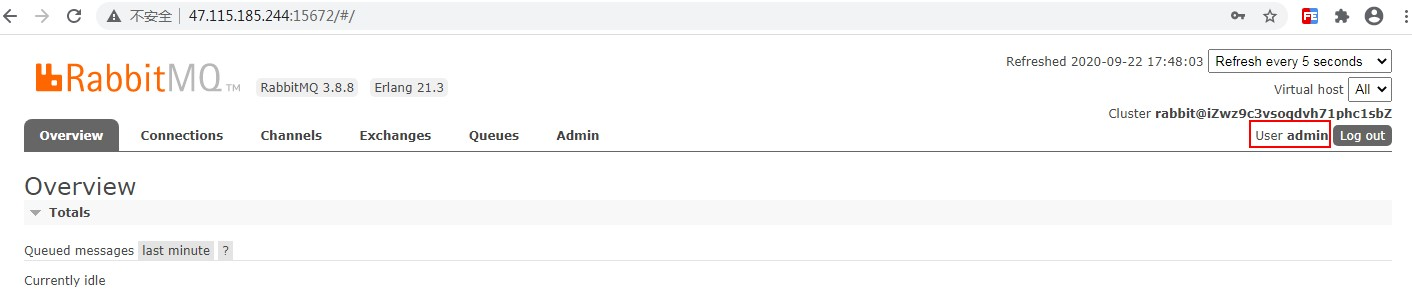 不安全 47.115.185.244:15672/#/
RabbitMQ TM RabbitMQ 3.8.8 Erlang 21.3
Refreshed 2020-09-22 17:48:03 Refresh every 5 seconds
Virtual host All
Cluster rabbit@iZwz9c3vsoqdvh71phc1sbZ
User admin Log out
Overview Connections Channels Exchanges Queues Admin
Overview
Totals
Queued messages last minute ?
Currently idle